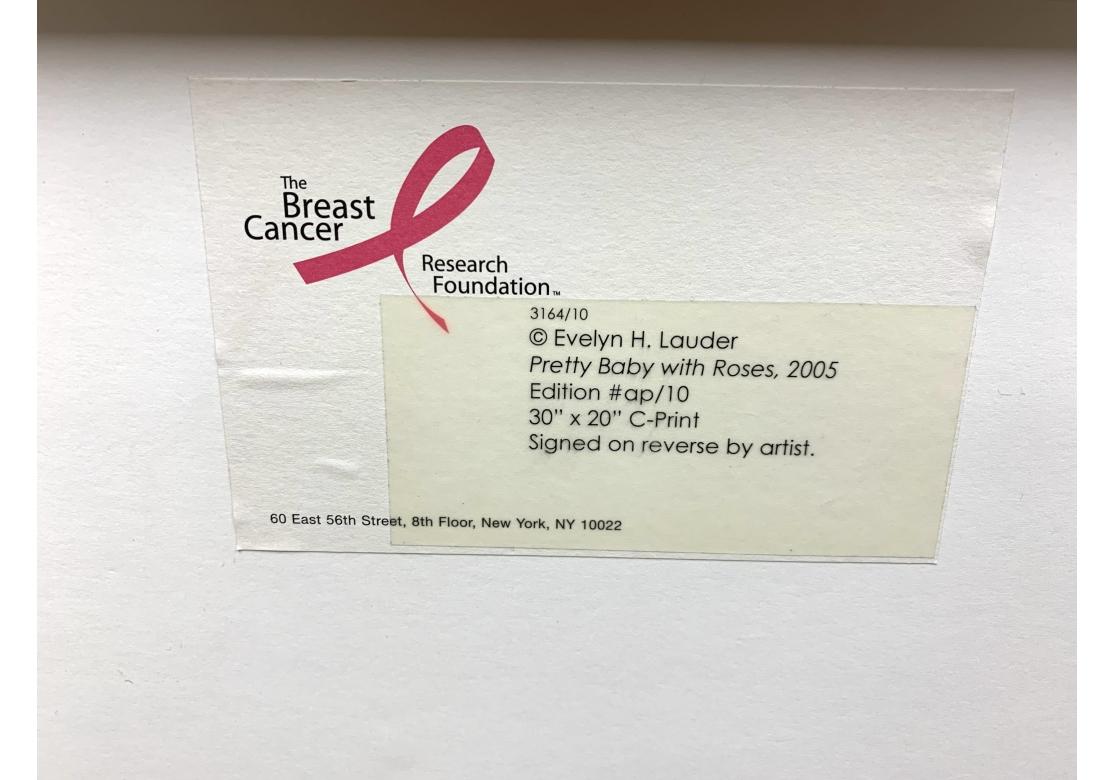 The
Breast
Cancer
Research
Foundation™
3164/10
© Evelyn H. Lauder
Pretty Baby with Roses, 2005
Edition #ap/10
30” x 20” C-Print
Signed on reverse by artist.
60 East 56th Street, 8th Floor, New York, NY 10022